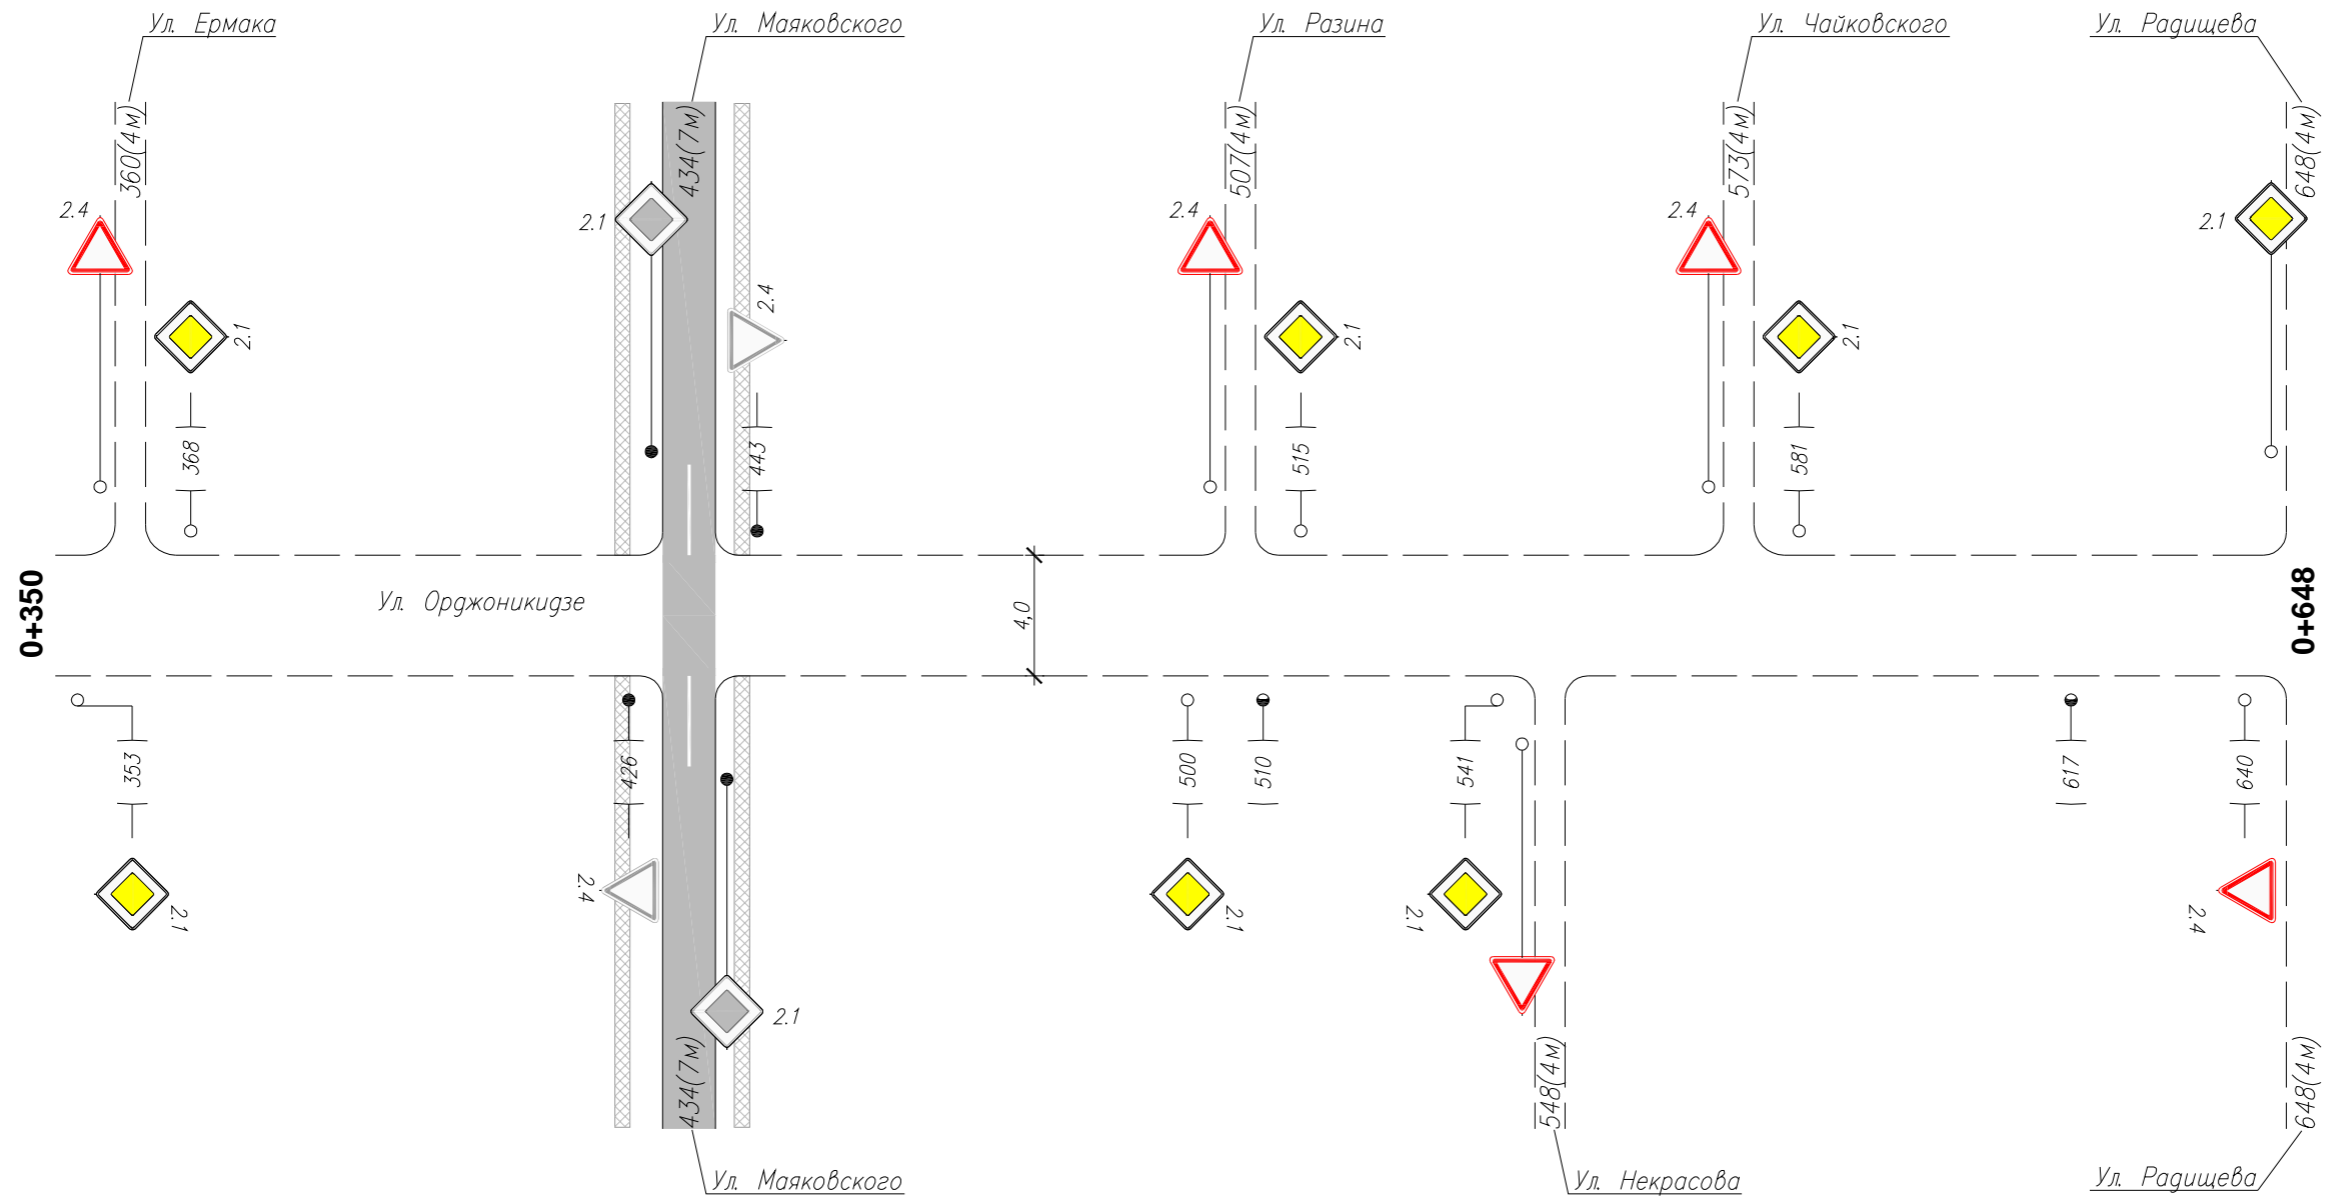 Ул. Ермака
Ул. Маяковского
Ул. Разина
Ул. Чайковского
Ул. Радищева
360(4м)
434(7м)
507(4м)
573(4м)
648(4м)
2.4
2.1
2.4
2.4
2.1
2.4
2.1
2.1
2.1
368
443
515
581
0+350
Ул. Орджоникидзе
4,0
0+648
353
426
500
510
541
617
640
2.1
2.4
2.1
2.1
2.4
2.1
434(7м)
548(4м)
648(4м)
Ул. Маяковского
Ул. Некрасова
Ул. Радищева